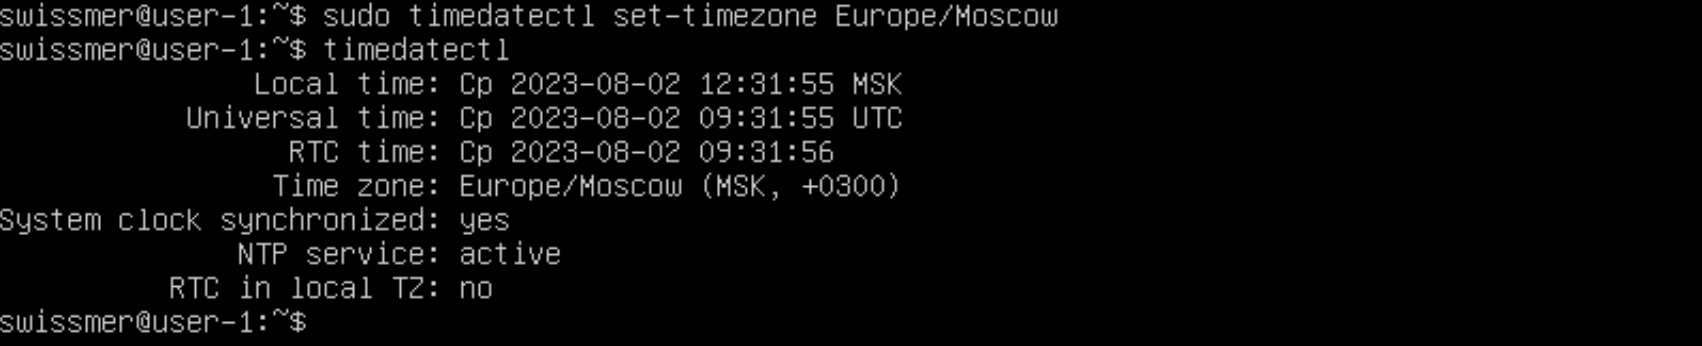 swissmer@user-1:~$ sudo timedatectl set-timezone Europe/Moscow
swissmer@user-1:~$ timedatectl
Local time: Ср 2023-08-02 12:31:55 MSK
Universal time: Ср 2023-08-02 09:31:55 UTC
RTC time: Ср 2023-08-02 09:31:56
Time zone: Europe/Moscow (MSK, +0300)
System clock synchronized: yes
NTP service: active
RTC in local TZ: no
swissmer@user-1:~$